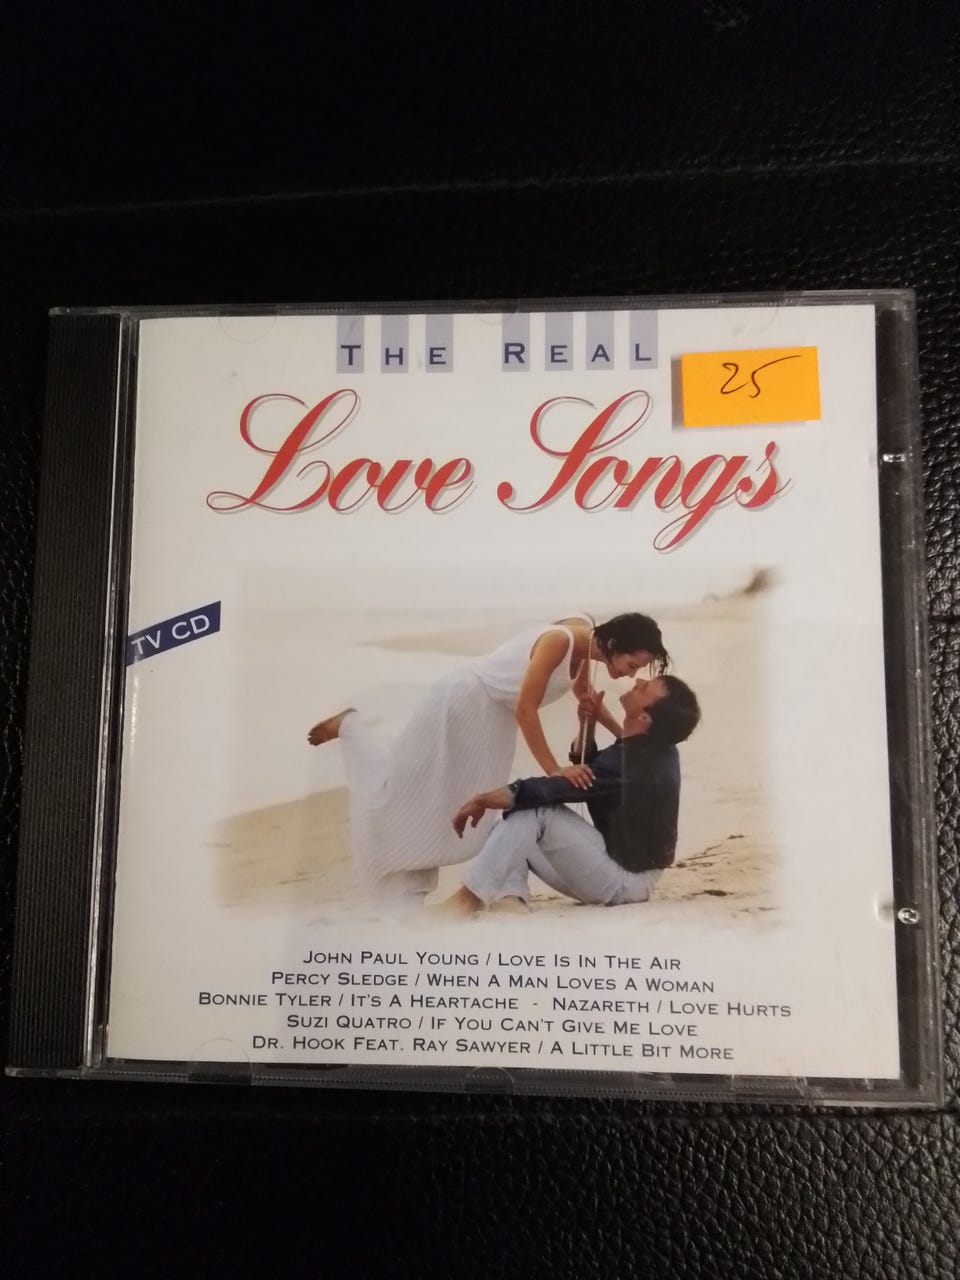 THE REAL
25
Love Songs
TV CD
JOHN PAUL YOUNG / LOVE IS IN THE AIR
PERCY SLEDGE / WHEN A MAN LOVES A WOMAN
BONNIE TYLER / IT'S A HEARTACHE - NAZARETH / LOVE HURTS
SUZI QUATRO / IF YOU CAN'T GIVE ME LOVE
DR. HOOK FEAT. RAY SAWYER / A LITTLE BIT MORE